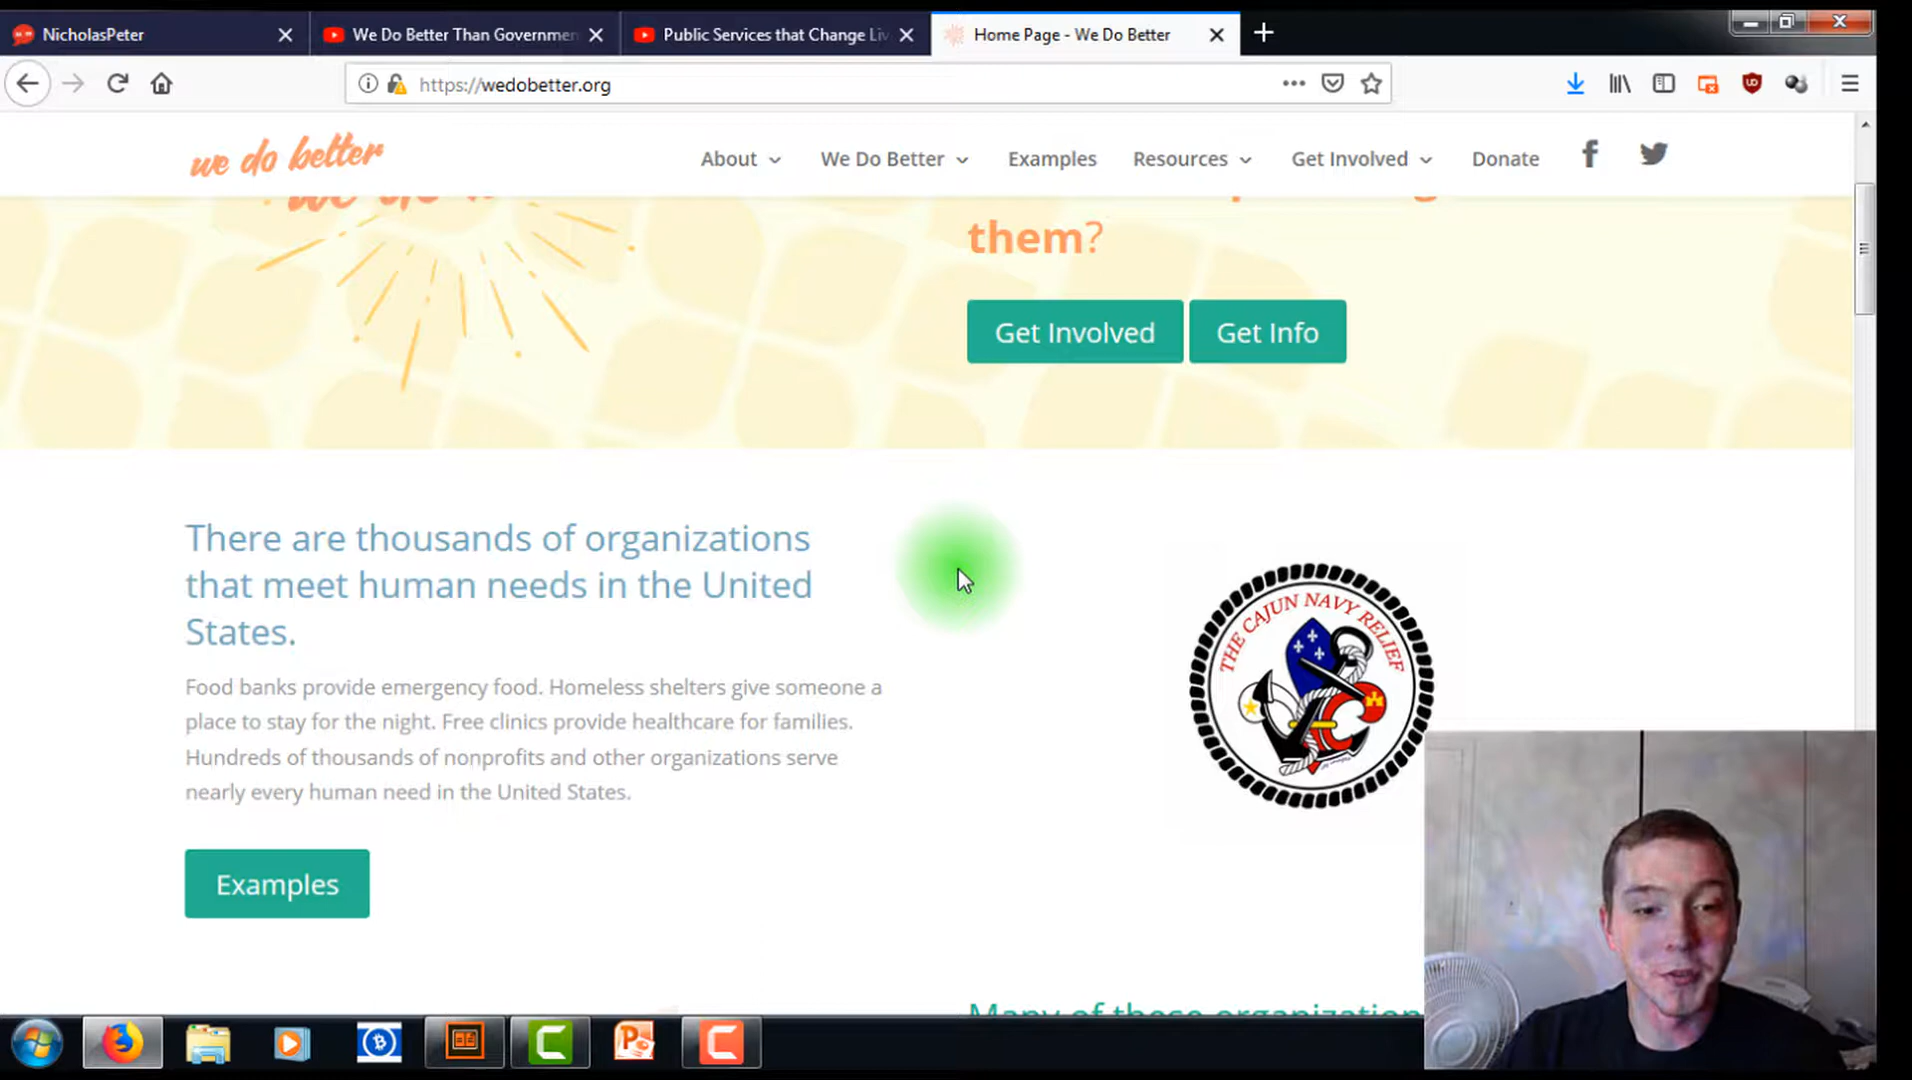 NicholasPeter
We Do Better Than Governmen
Public Services that Change Liv
Home Page - We Do Better
https://wedobetter.org
we do better
About
We Do Better
Examples
Resources
Get Involved
Donate
them?
Get Involved
Get Info
There are thousands of organizations
that meet human needs in the United
States.
Food banks provide emergency food. Homeless shelters give someone a
place to stay for the night. Free clinics provide healthcare for families.
Hundreds of thousands of nonprofits and other organizations serve
nearly every human need in the United States.
Examples
THE CAJUN NAVY RELIEF
Many of these organization